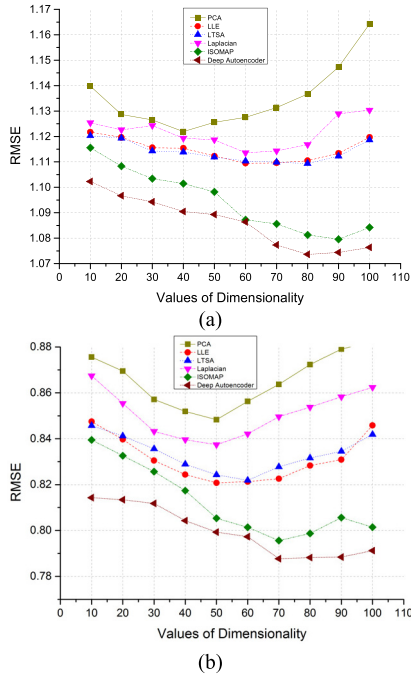 PCA
LLE
LTSA
Laplacian
ISOMAP
Deep Autoencoder
1.17
1.16
1.15
1.14
1.13
1.12
1.11
1.10
1.09
1.08
1.07
RMSE
0 10 20 30 40 50 60 70 80 90 100 110
Values of Dimensionality
(a)
PCA
LLE
LTSA
Laplacian
ISOMAP
Deep Autoencoder
0.88
0.86
0.84
0.82
0.80
0.78
RMSE
0 10 20 30 40 50 60 70 80 90 100 110
Values of Dimensionality
(b)